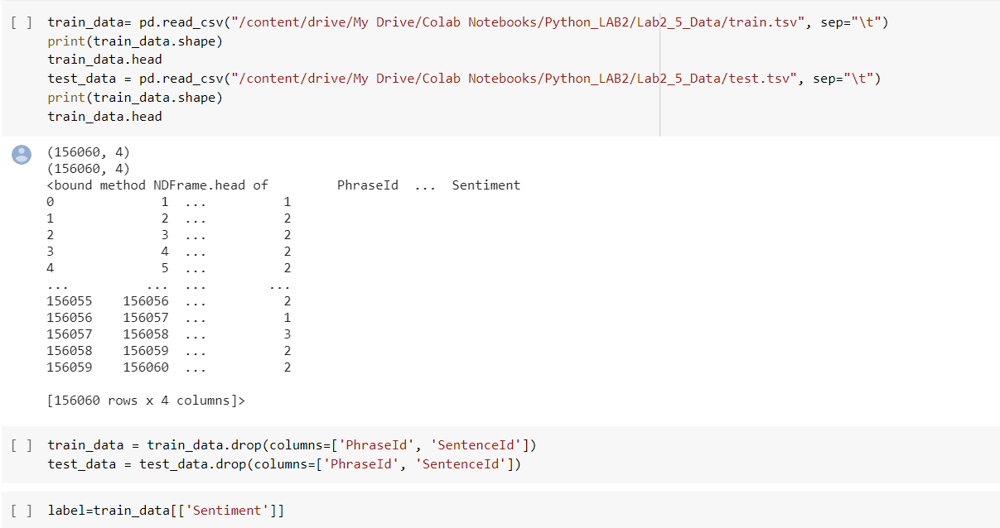 [ ] train_data= pd.read_csv("/content/drive/My Drive/Colab Notebooks/Python_LAB2/Lab2_5_Data/train.tsv", sep="\t")
print(train_data.shape)
train_data.head
test_data = pd.read_csv("/content/drive/My Drive/Colab Notebooks/Python_LAB2/Lab2_5_Data/test.tsv", sep="\t")
print(train_data.shape)
train_data.head
(156060, 4)
(156060, 4)
<bound method NDFrame.head of         PhraseId  ...  Sentiment
0              1  ...          1
1              2  ...          2
2              3  ...          2
3              4  ...          2
4              5  ...          2
...          ...  ...        ...
156055    156056  ...          2
156056    156057  ...          1
156057    156058  ...          3
156058    156059  ...          2
156059    156060  ...          2
[156060 rows x 4 columns]>
[ ] train_data = train_data.drop(columns=['PhraseId', 'SentenceId'])
test_data = test_data.drop(columns=['PhraseId', 'SentenceId'])
[ ] label=train_data[['Sentiment']]